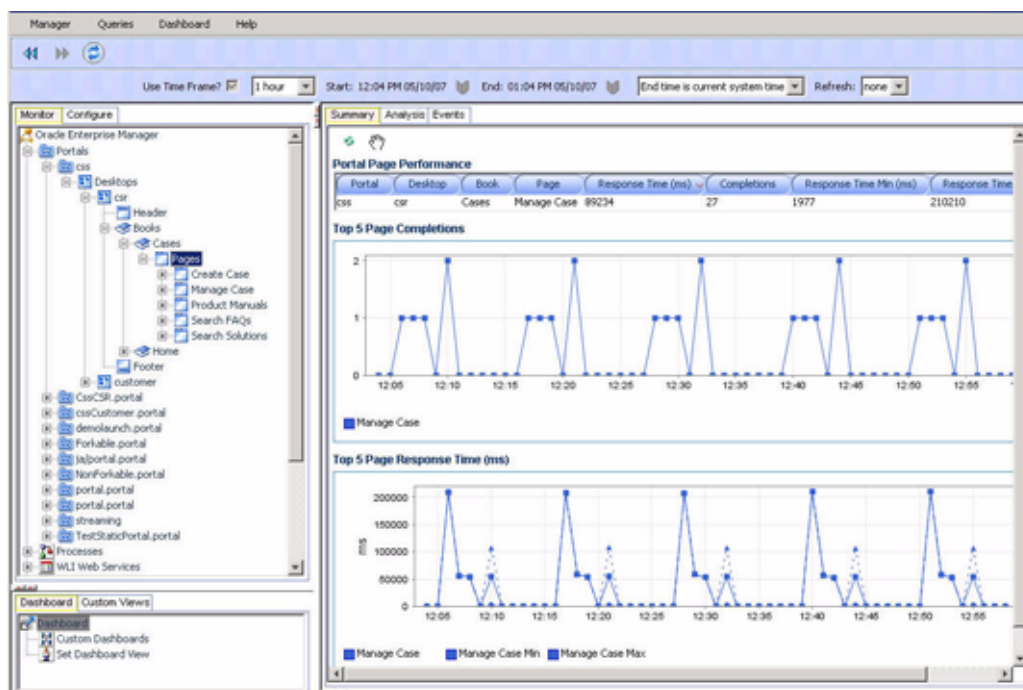 Manager Queries Dashboard Help
Use Time Frame? 1 hour Start: 12:04 PM 05/10/07 End: 01:04 PM 05/10/07 End time is current system time Refresh: none
Monitor Configure
Oracle Enterprise Manager
Portals
css
Desktops
csr
Header
Books
Cases
Pages
Create Case
Manage Case
Product Manuals
Search FAQs
Search Solutions
Home
Footer
customer
CssCSR.portal
cssCustomer.portal
demolaunch.portal
Forkable.portal
ja/portal.portal
NonForkable.portal
portal.portal
portal.portal
streaming
TestStaticPortal.portal
Processes
WLI Web Services
Dashboard Custom Views
Dashboard
Custom Dashboards
Set Dashboard View
Summary Analysis Events
Portal Page Performance
Portal Desktop Book Page Response Time (ms) Completions Response Time Min (ms) Response Time
css csr Cases Manage Case 89234 27 1977 210210
Top 5 Page Completions
2
1
0
12:05 12:10 12:15 12:20 12:25 12:30 12:35 12:40 12:45 12:50 12:55
Manage Case
Top 5 Page Response Time (ms)
ms
200000
150000
100000
50000
0
12:05 12:10 12:15 12:20 12:25 12:30 12:35 12:40 12:45 12:50 12:55
Manage Case Manage Case Min Manage Case Max